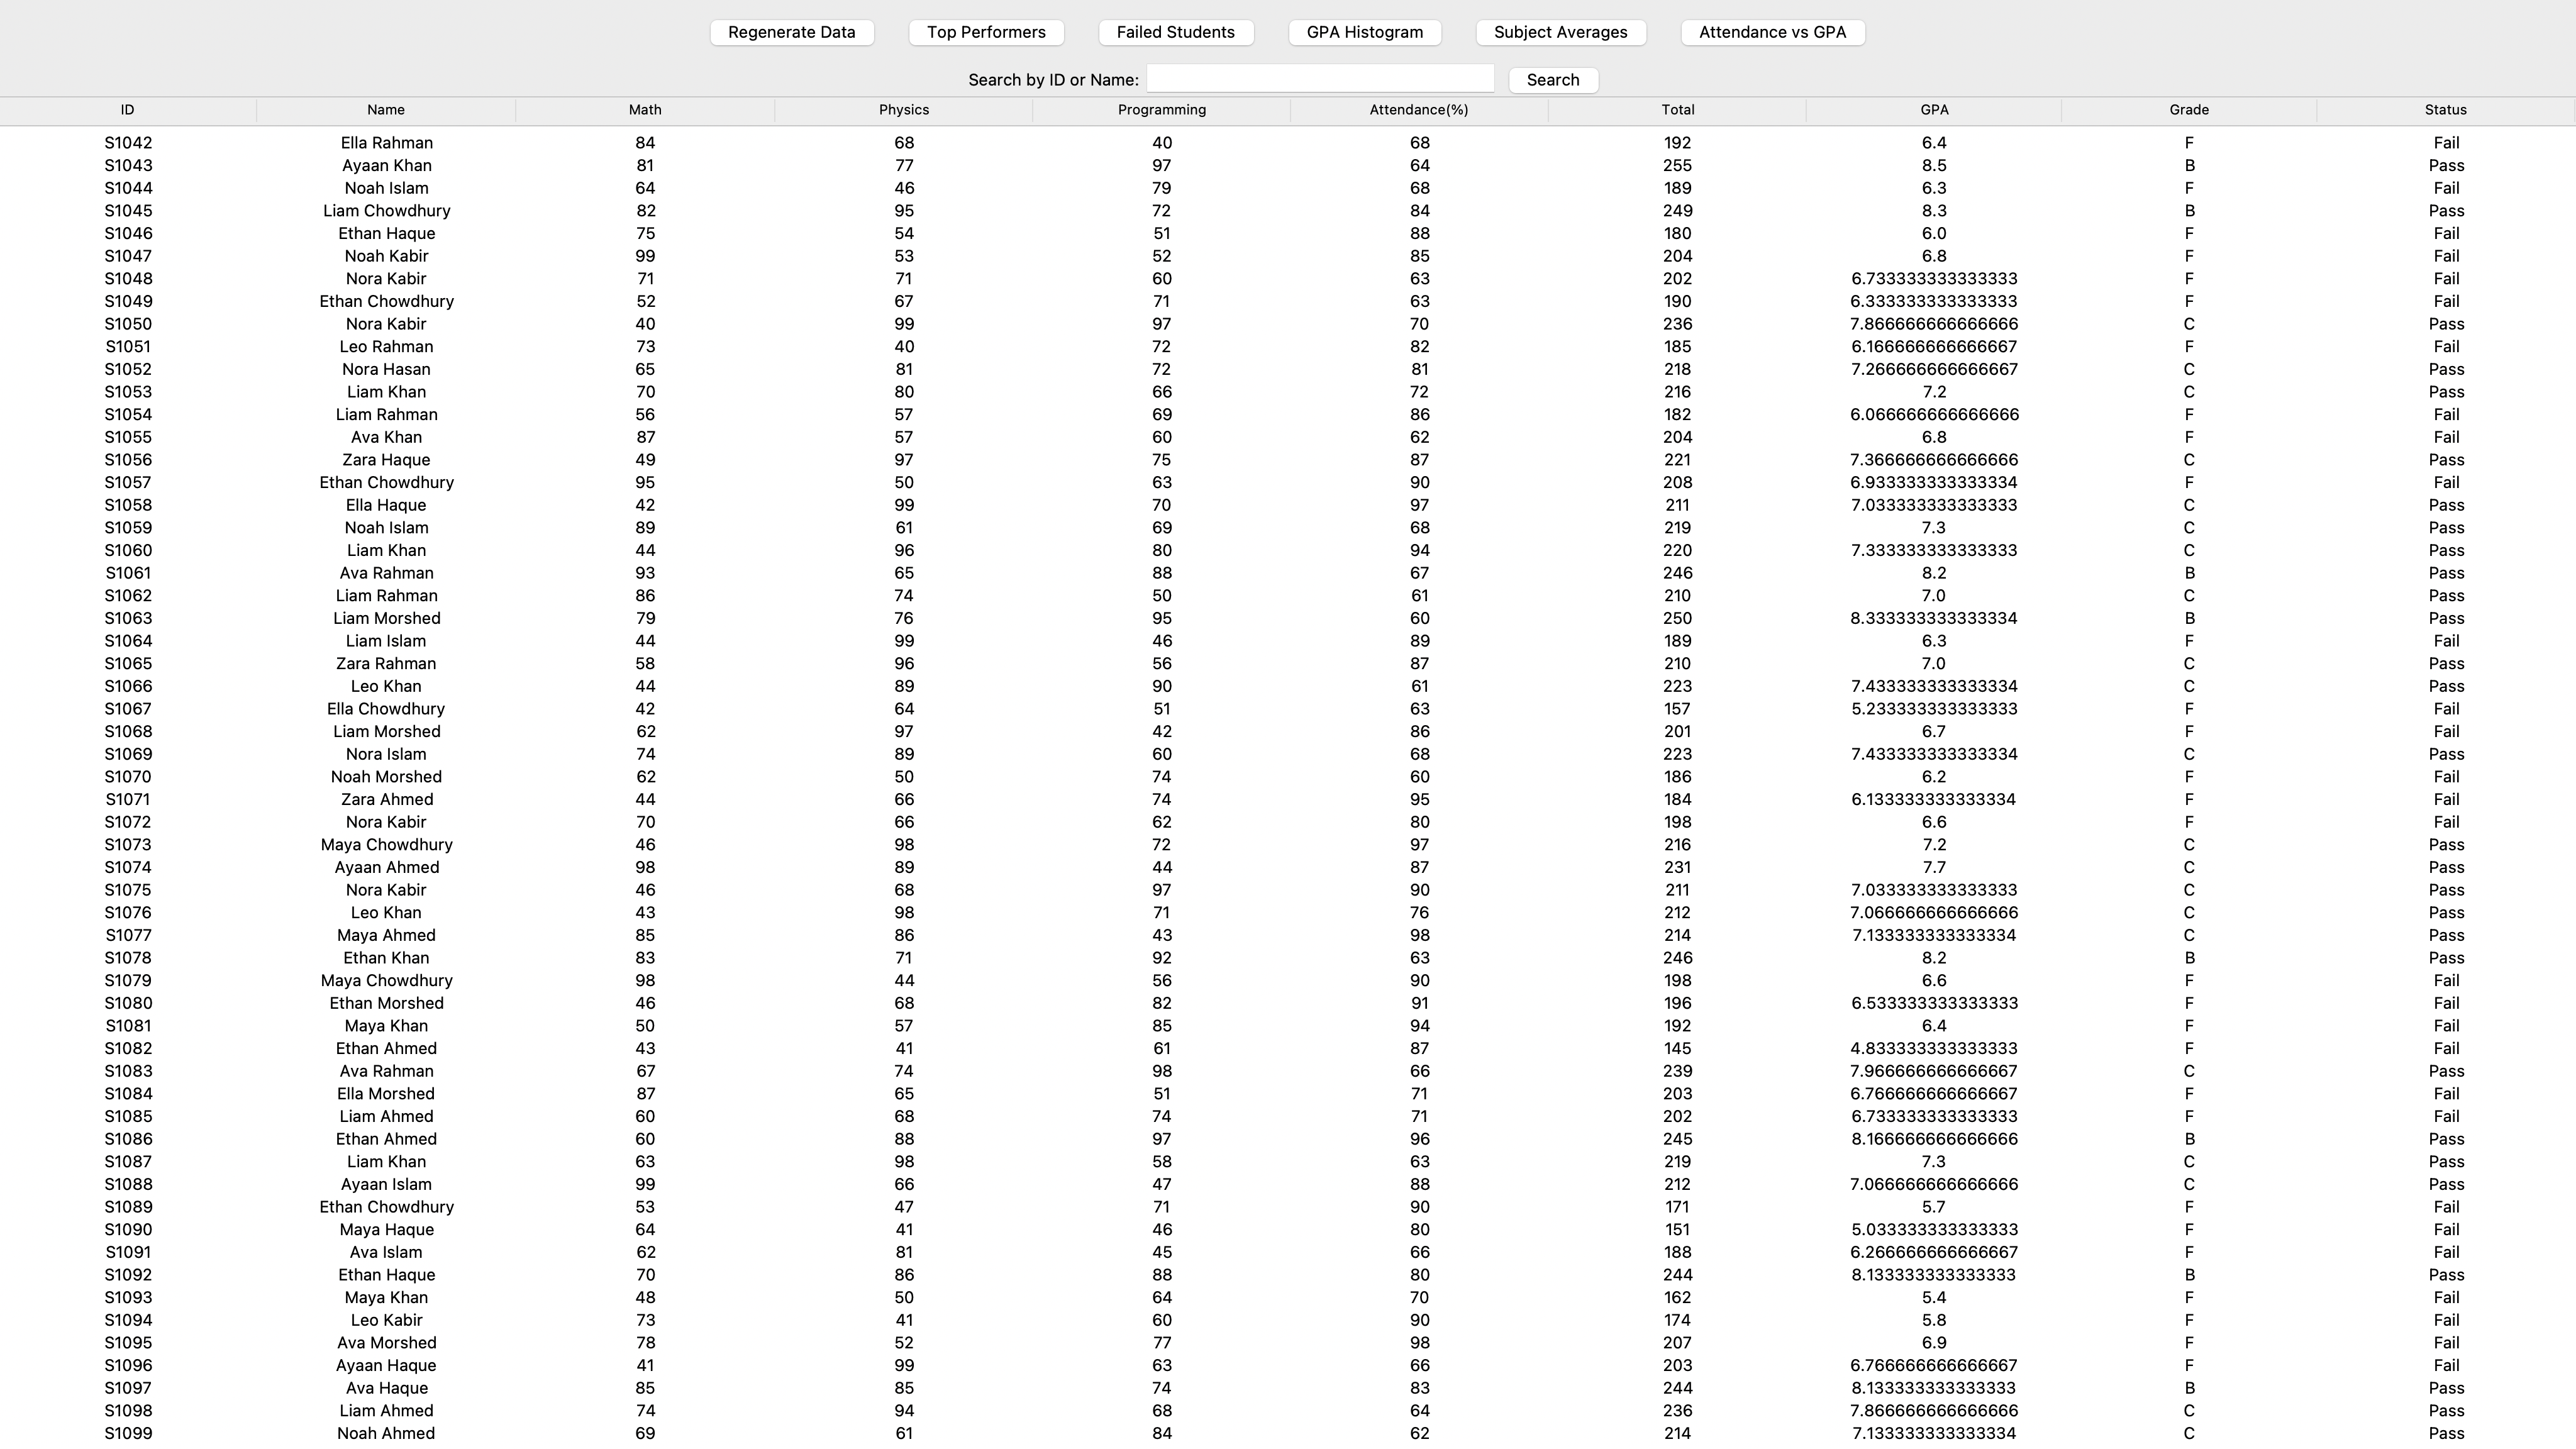 Regenerate Data Top Performers Failed Students GPA Histogram Subject Averages Attendance vs GPA
Search by ID or Name: Search
ID Name Math Physics Programming Attendance(%) Total GPA Grade Status
S1042 Ella Rahman 84 68 40 68 192 6.4 F Fail
S1043 Ayaan Khan 81 77 97 64 255 8.5 B Pass
S1044 Noah Islam 64 46 79 68 189 6.3 F Fail
S1045 Liam Chowdhury 82 95 72 84 249 8.3 B Pass
S1046 Ethan Haque 75 54 51 88 180 6.0 F Fail
S1047 Noah Kabir 99 53 52 85 204 6.8 F Fail
S1048 Nora Kabir 71 71 60 63 202 6.733333333333333 F Fail
S1049 Ethan Chowdhury 52 67 71 63 190 6.333333333333333 F Fail
S1050 Nora Kabir 40 99 97 70 236 7.866666666666666 C Pass
S1051 Leo Rahman 73 40 72 82 185 6.166666666666667 F Fail
S1052 Nora Hasan 65 81 72 81 218 7.266666666666667 C Pass
S1053 Liam Khan 70 80 66 72 216 7.2 C Pass
S1054 Liam Rahman 56 57 69 86 182 6.066666666666666 F Fail
S1055 Ava Khan 87 57 60 62 204 6.8 F Fail
S1056 Zara Haque 49 97 75 87 221 7.366666666666666 C Pass
S1057 Ethan Chowdhury 95 50 63 90 208 6.933333333333334 F Fail
S1058 Ella Haque 42 99 70 97 211 7.033333333333333 C Pass
S1059 Noah Islam 89 61 69 68 219 7.3 C Pass
S1060 Liam Khan 44 96 80 94 220 7.333333333333333 C Pass
S1061 Ava Rahman 93 65 88 67 246 8.2 B Pass
S1062 Liam Rahman 86 74 50 61 210 7.0 C Pass
S1063 Liam Morshed 79 76 95 60 250 8.333333333333334 B Pass
S1064 Liam Islam 44 99 46 89 189 6.3 F Fail
S1065 Zara Rahman 58 96 56 87 210 7.0 C Pass
S1066 Leo Khan 44 89 90 61 223 7.433333333333334 C Pass
S1067 Ella Chowdhury 42 64 51 63 157 5.233333333333333 F Fail
S1068 Liam Morshed 62 97 42 86 201 6.7 F Fail
S1069 Nora Islam 74 89 60 68 223 7.433333333333334 C Pass
S1070 Noah Morshed 62 50 74 60 186 6.2 F Fail
S1071 Zara Ahmed 44 66 74 95 184 6.133333333333334 F Fail
S1072 Nora Kabir 70 66 62 80 198 6.6 F Fail
S1073 Maya Chowdhury 46 98 72 97 216 7.2 C Pass
S1074 Ayaan Ahmed 98 89 44 87 231 7.7 C Pass
S1075 Nora Kabir 46 68 97 90 211 7.033333333333333 C Pass
S1076 Leo Khan 43 98 71 76 212 7.066666666666666 C Pass
S1077 Maya Ahmed 85 86 43 98 214 7.133333333333334 C Pass
S1078 Ethan Khan 83 71 92 63 246 8.2 B Pass
S1079 Maya Chowdhury 98 44 56 90 198 6.6 F Fail
S1080 Ethan Morshed 46 68 82 91 196 6.533333333333333 F Fail
S1081 Maya Khan 50 57 85 94 192 6.4 F Fail
S1082 Ethan Ahmed 43 41 61 87 145 4.833333333333333 F Fail
S1083 Ava Rahman 67 74 98 66 239 7.966666666666667 C Pass
S1084 Ella Morshed 87 65 51 71 203 6.766666666666667 F Fail
S1085 Liam Ahmed 60 68 74 71 202 6.733333333333333 F Fail
S1086 Ethan Ahmed 60 88 97 96 245 8.166666666666666 B Pass
S1087 Liam Khan 63 98 58 63 219 7.3 C Pass
S1088 Ayaan Islam 99 66 47 88 212 7.066666666666666 C Pass
S1089 Ethan Chowdhury 53 47 71 90 171 5.7 F Fail
S1090 Maya Haque 64 41 46 80 151 5.033333333333333 F Fail
S1091 Ava Islam 62 81 45 66 188 6.266666666666667 F Fail
S1092 Ethan Haque 70 86 88 80 244 8.133333333333333 B Pass
S1093 Maya Khan 48 50 64 70 162 5.4 F Fail
S1094 Leo Kabir 73 41 60 90 174 5.8 F Fail
S1095 Ava Morshed 78 52 77 98 207 6.9 F Fail
S1096 Ayaan Haque 41 99 63 66 203 6.766666666666667 F Fail
S1097 Ava Haque 85 85 74 83 244 8.133333333333333 B Pass
S1098 Liam Ahmed 74 94 68 64 236 7.866666666666666 C Pass
S1099 Noah Ahmed 69 61 84 62 214 7.133333333333334 C Pass